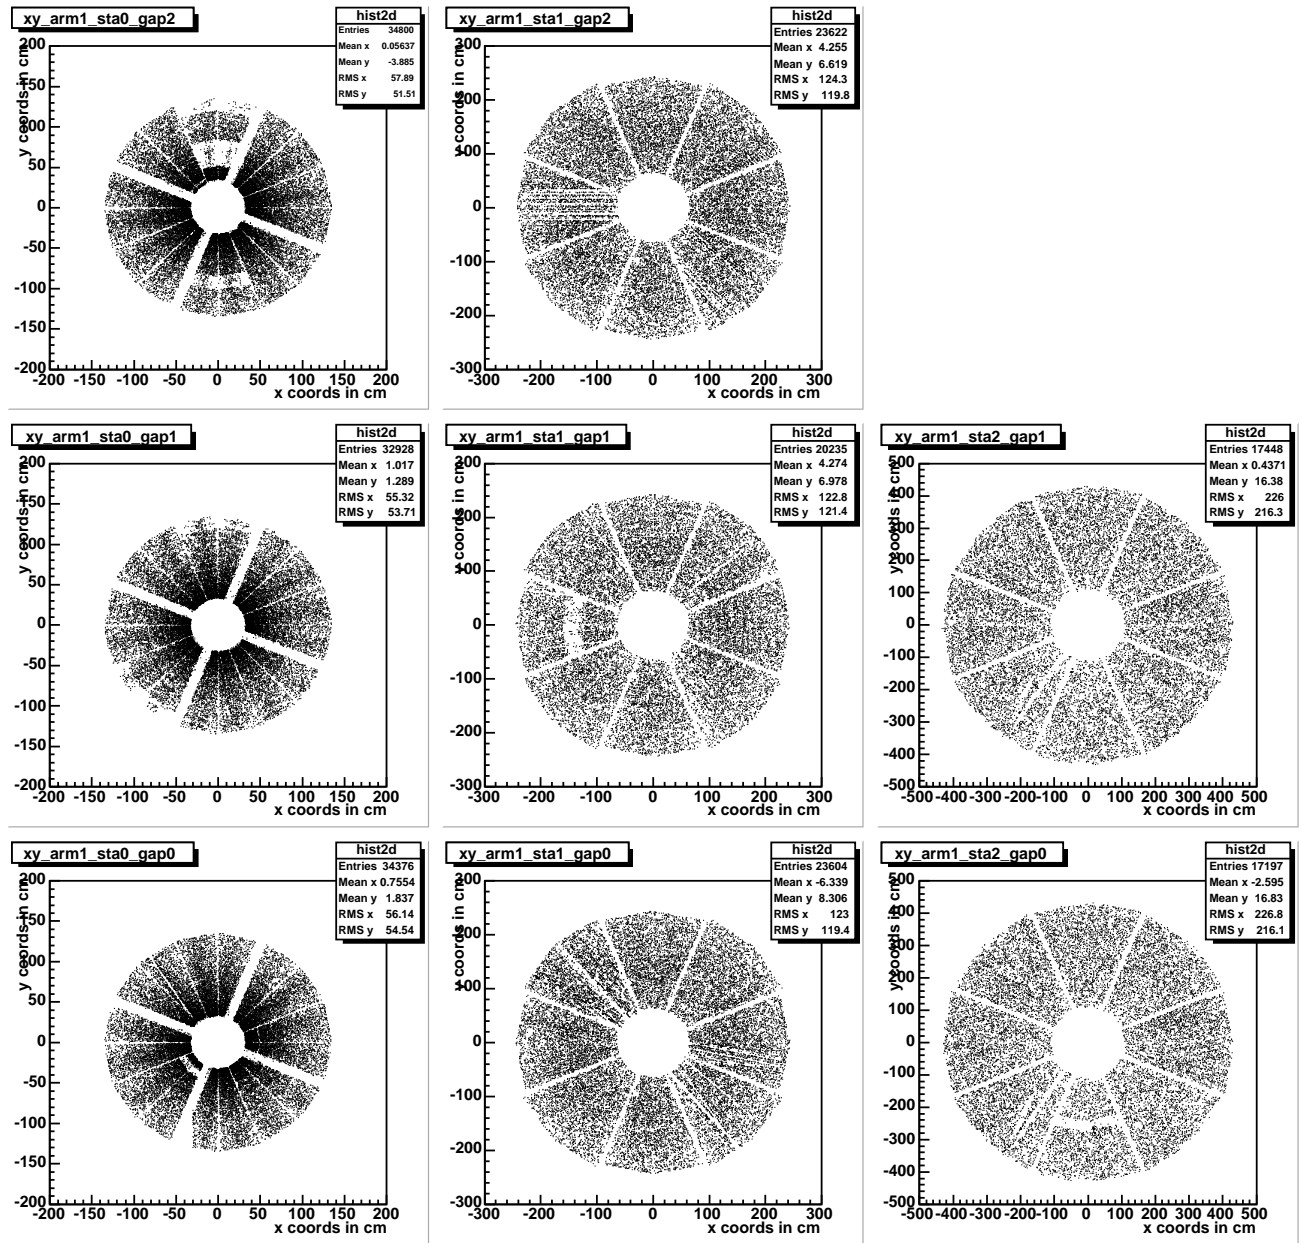 xy_arm1_sta0_gap2
hist2d
Entries 34800
Mean x 0.05637
Mean y -3.885
RMS x 57.89
RMS y 51.51
y coords in cm
200
150
100
50
0
-50
-100
-150
-200
-200 -150 -100 -50 0 50 100 150 200
x coords in cm
xy_arm1_sta1_gap2
hist2d
Entries 23622
Mean x 4.255
Mean y 6.619
RMS x 124.3
RMS y 119.8
y coords in cm
300
200
100
0
-100
-200
-300
-300 -200 -100 0 100 200 300
x coords in cm
xy_arm1_sta0_gap1
hist2d
Entries 32928
Mean x 1.017
Mean y 1.289
RMS x 55.32
RMS y 53.71
y coords in cm
200
150
100
50
0
-50
-100
-150
-200
-200 -150 -100 -50 0 50 100 150 200
x coords in cm
xy_arm1_sta1_gap1
hist2d
Entries 20235
Mean x 4.274
Mean y 6.978
RMS x 122.8
RMS y 121.4
y coords in cm
300
200
100
0
-100
-200
-300
-300 -200 -100 0 100 200 300
x coords in cm
xy_arm1_sta2_gap1
hist2d
Entries 17448
Mean x 0.4371
Mean y 16.38
RMS x 226
RMS y 216.3
y coords in cm
500
400
300
200
100
0
-100
-200
-300
-400
-500
-500 -400 -300 -200 -100 0 100 200 300 400 500
x coords in cm
xy_arm1_sta0_gap0
hist2d
Entries 34376
Mean x 0.7554
Mean y 1.837
RMS x 56.14
RMS y 54.54
y coords in cm
200
150
100
50
0
-50
-100
-150
-200
-200 -150 -100 -50 0 50 100 150 200
x coords in cm
xy_arm1_sta1_gap0
hist2d
Entries 23604
Mean x -6.339
Mean y 8.306
RMS x 123
RMS y 119.4
y coords in cm
300
200
100
0
-100
-200
-300
-300 -200 -100 0 100 200 300
x coords in cm
xy_arm1_sta2_gap0
hist2d
Entries 17197
Mean x -2.595
Mean y 16.83
RMS x 226.8
RMS y 216.1
y coords in cm
500
400
300
200
100
0
-100
-200
-300
-400
-500
-500 -400 -300 -200 -100 0 100 200 300 400 500
x coords in cm